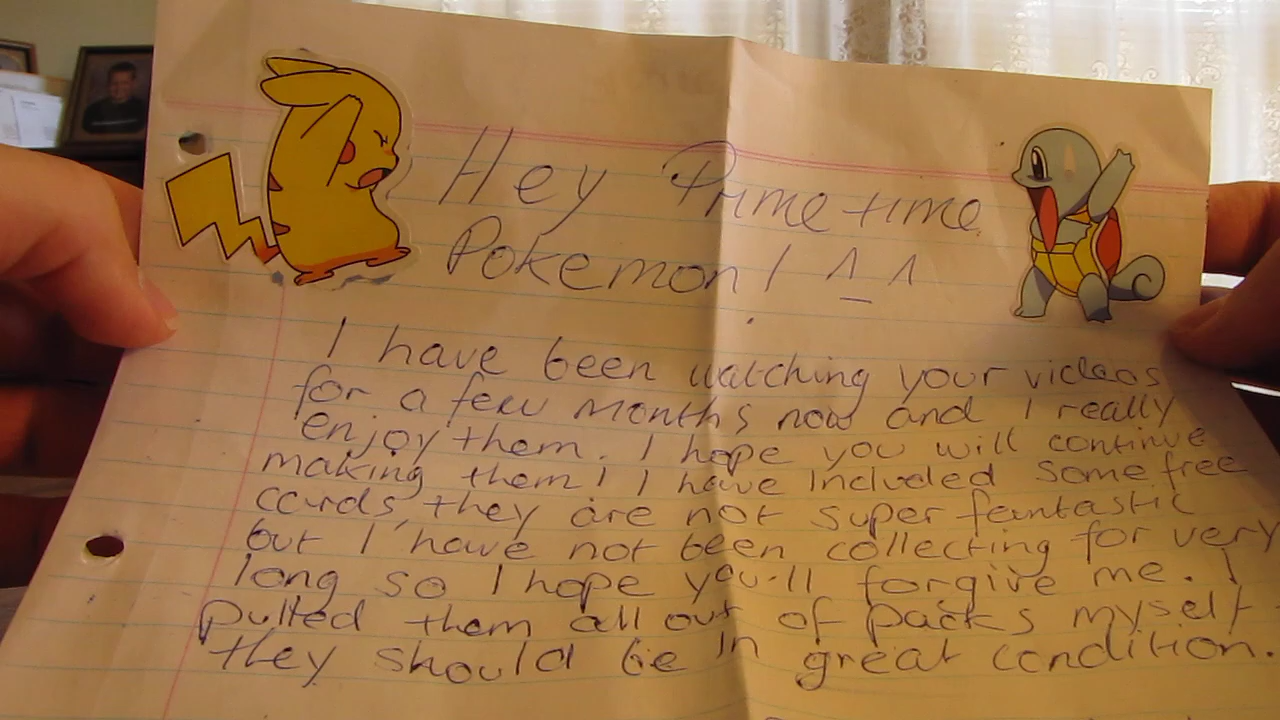 Hey Primetime
Pokemon! ^_^
I have been watching your videos
for a few months now and I really
enjoy them. I hope you will continue
making them! I have included some free
cards, they are not super fantastic
but I have not been collecting for very
long so I hope you'll forgive me. I
pulled them all out of packs myself
they should be in great condition.